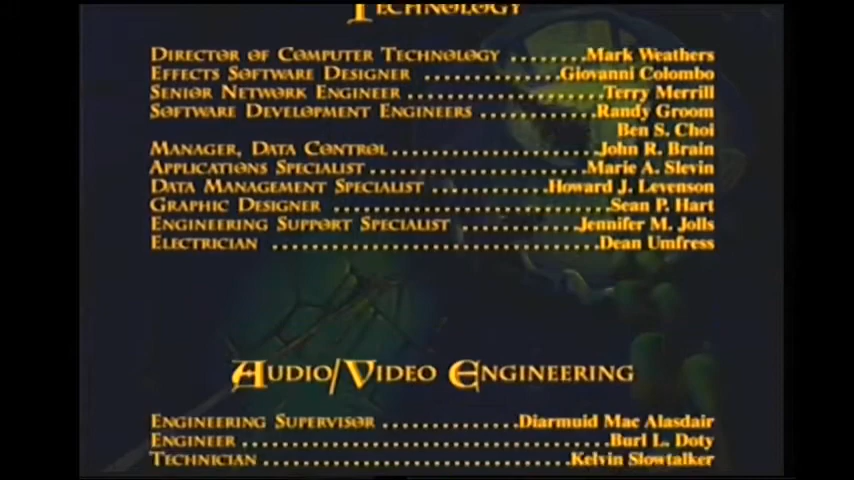 TECHNOLOGY
DIRECTOR OF COMPUTER TECHNOLOGY ........Mark Weathers
EFFECTS SOFTWARE DESIGNER ..............Giovanni Colombo
SENIOR NETWORK ENGINEER ....................Terry Merrill
SOFTWARE DEVELOPMENT ENGINEERS ............Randy Groom
Ben S. Choi
MANAGER, DATA CONTROL.....................John R. Brain
APPLICATIONS SPECIALIST......................Marie A. Slevin
DATA MANAGEMENT SPECIALIST ............Howard J. Levenson
GRAPHIC DESIGNER ............................Sean P. Hart
ENGINEERING SUPPORT SPECIALIST ............Jennifer M. Jolls
ELECTRICIAN .................................Dean Umfress
AUDIO/VIDEO ENGINEERING
ENGINEERING SUPERVISOR ..............Diarmuid Mac Alasdair
ENGINEER .....................................Burl L. Doty
TECHNICIAN ...............................Kelvin Slowtalker